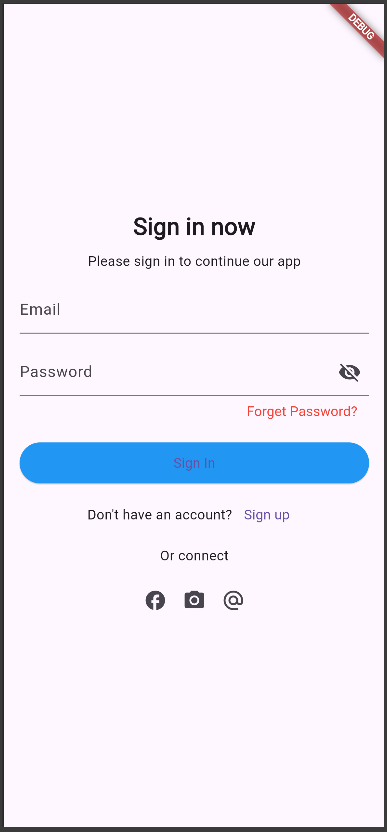 DEBUG
Sign in now
Please sign in to continue our app
Email
Password
Forget Password?
Sign In
Don't have an account? Sign up
Or connect